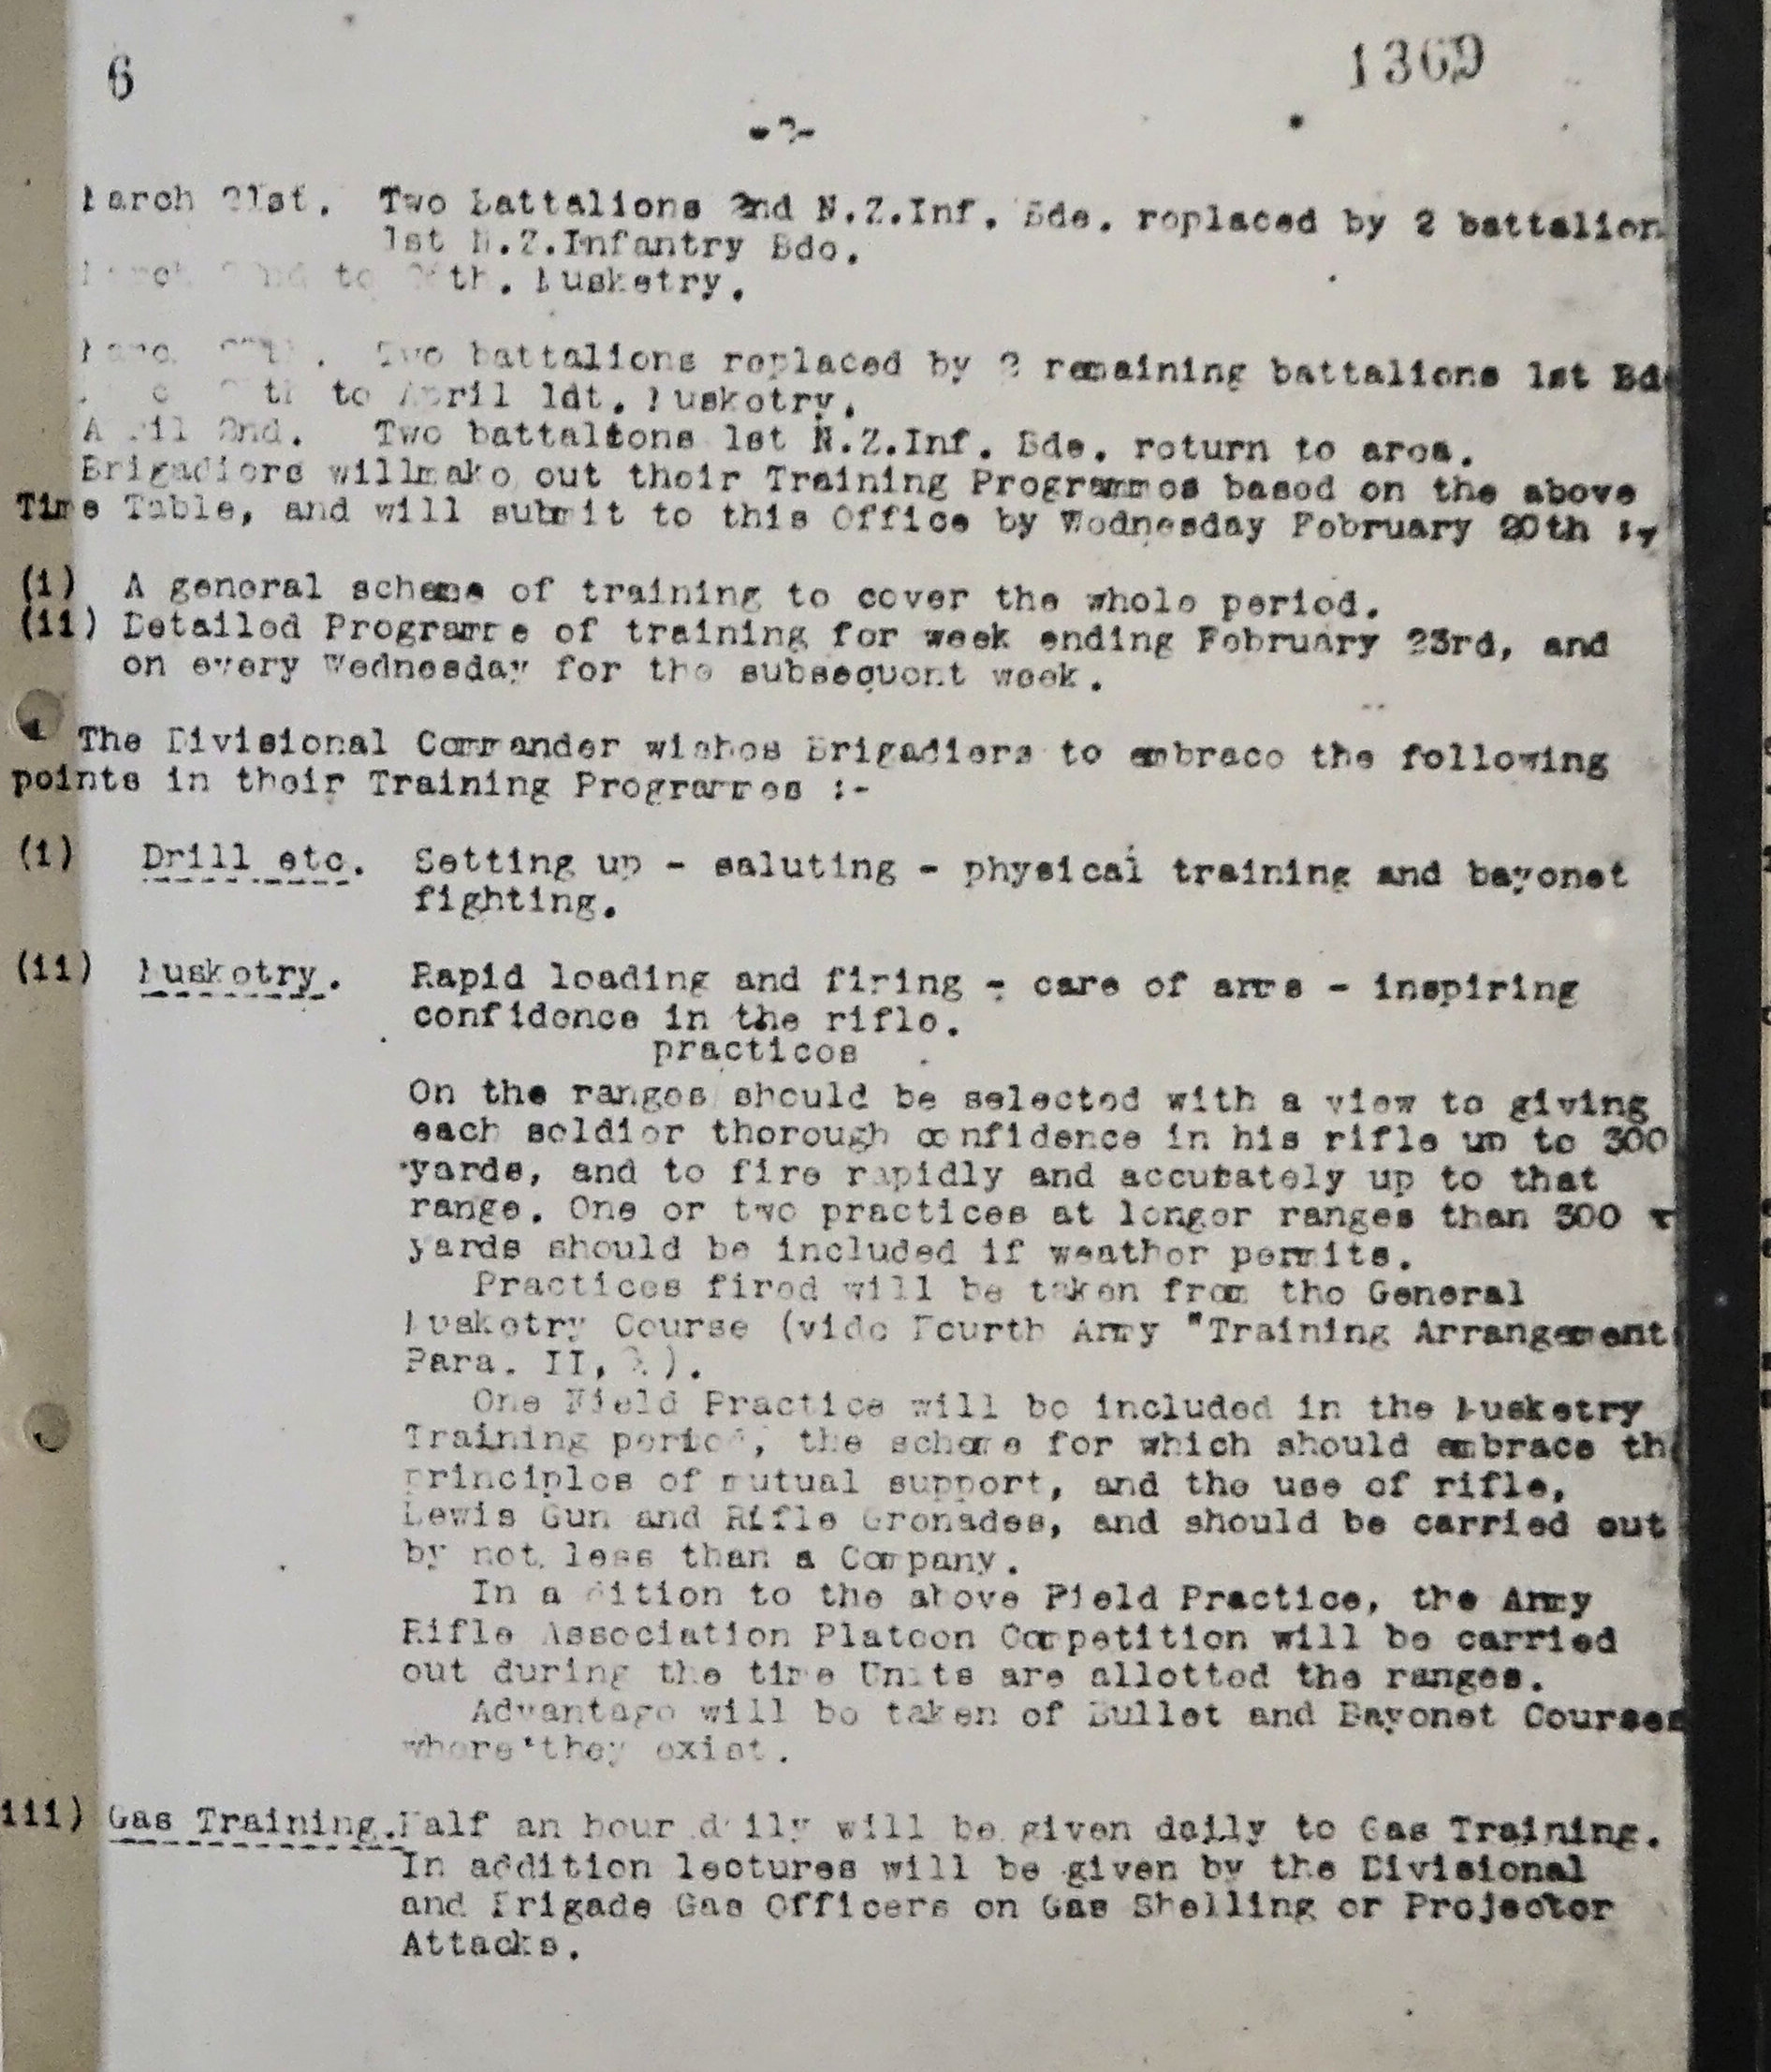 6
1369
-2-
March 21st. Two Battalions 2nd N.Z.Inf. Bde. replaced by 2 battalion
1st N.Z.Infantry Bde.
March to th. Musketry.
Two battalions replaced by 2 remaining battalions 1st Bde
th to April 1dt. Musketry.
April 2nd. Two battaltons 1st N.Z.Inf. Bde. return to area.
Brigadiers willmake out their Training Programmes based on the above
Time Table, and will submit to this Office by Wednesday February 20th :-
(i) A general scheme of training to cover the whole period.
(ii) Detailed Programme of training for week ending February 23rd, and
on every Wednesday for the subsequent week.
The Divisional Commander wishes Brigadiers to embrace the following
points in their Training Programmes :-
(i) Drill etc. Setting up - saluting - physical training and bayonet
fighting.
(ii) Musketry. Rapid loading and firing - care of arms - inspiring
confidence in the rifle.
practices
On the ranges should be selected with a view to giving
each soldier thorough confidence in his rifle up to 300
yards, and to fire rapidly and accutately up to that
range. One or two practices at longer ranges than 300
yards should be included if weather permits.
Practices fired will be taken from the General
Musketry Course (vide Fourth Army "Training Arrangement
Para. II, ).
One Field Practice will be included in the Musketry
Training period, the scheme for which should embrace the
principles of mutual support, and the use of rifle,
Lewis Gun and Rifle Grenades, and should be carried out
by not less than a Company.
In addition to the above Field Practice, the Army
Rifle Association Platoon Competition will be carried
out during the time Units are allotted the ranges.
Advantage will be taken of Bullet and Bayonet Courses
where they exist.
iii) Gas Training. Half an hour daily will be given daily to Gas Training.
In addition lectures will be given by the Divisional
and Brigade Gas Officers on Gas Shelling or Projector
Attacks.